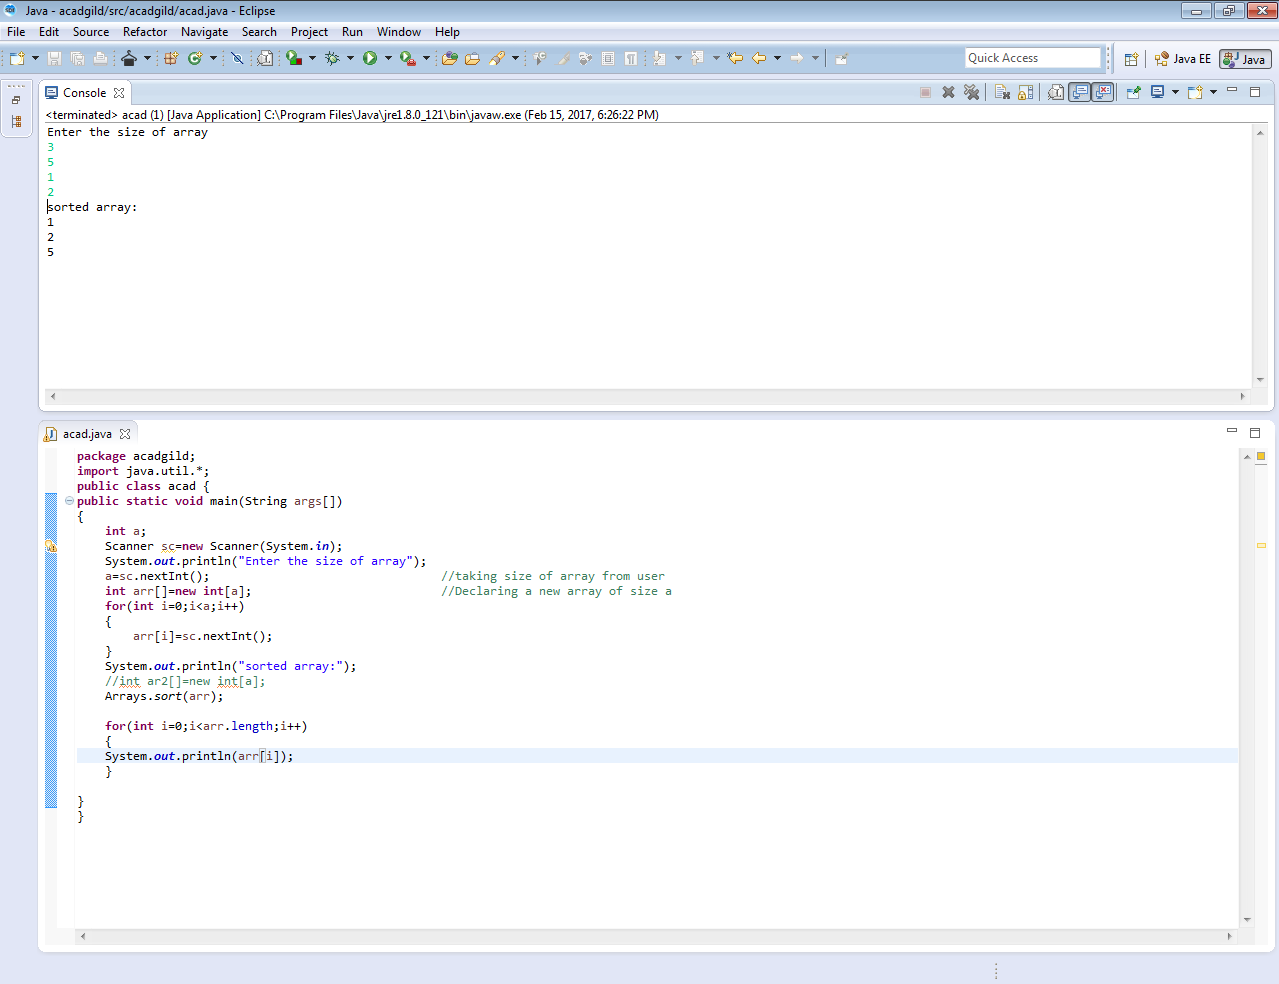 Java - acadgild/src/acadgild/acad.java - Eclipse
File Edit Source Refactor Navigate Search Project Run Window Help
Quick Access
Java EE
Java
Console
<terminated> acad (1) [Java Application] C:\Program Files\Java\jre1.8.0_121\bin\javaw.exe (Feb 15, 2017, 6:26:22 PM)
Enter the size of array
3
5
1
2
sorted array:
1
2
5
acad.java
package acadgild;
import java.util.*;
public class acad {
public static void main(String args[])
{
int a;
Scanner sc=new Scanner(System.in);
System.out.println("Enter the size of array");
a=sc.nextInt(); //taking size of array from user
int arr[]=new int[a]; //Declaring a new array of size a
for(int i=0;i<a;i++)
{
arr[i]=sc.nextInt();
}
System.out.println("sorted array:");
//int ar2[]=new int[a];
Arrays.sort(arr);
for(int i=0;i<arr.length;i++)
{
System.out.println(arr[i]);
}
}
}